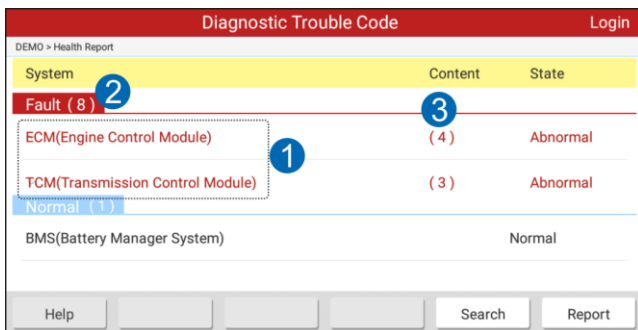 Diagnostic Trouble Code Login
DEMO > Health Report
System Content State
Fault ( 8 ) 2
3
ECM(Engine Control Module) ( 4 ) Abnormal
1
TCM(Transmission Control Module) ( 3 ) Abnormal
Normal ( 1 )
BMS(Battery Manager System) Normal
Help Search Report